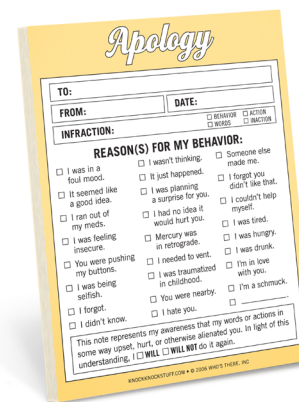 Apology
TO:
FROM:
DATE:
INFRACTION:
☐ BEHAVIOR ☐ ACTION
☐ WORDS ☐ INACTION
REASON(S) FOR MY BEHAVIOR:
☐ I was in a
foul mood.
☐ It seemed like
a good idea.
☐ I ran out of
my meds.
☐ I was feeling
insecure.
☐ You were pushing
my buttons.
☐ I was being
selfish.
☐ I forgot.
☐ I didn't know.
☐ I wasn't thinking.
☐ It just happened.
☐ I was planning
a surprise for you.
☐ I had no idea it
would hurt you.
☐ Mercury was
in retrograde.
☐ I needed to vent.
☐ I was traumatized
in childhood.
☐ You were nearby.
☐ I hate you.
☐ Someone else
made me.
☐ I forgot you
didn't like that.
☐ I couldn't help
myself.
☐ I was tired.
☐ I was hungry.
☐ I was drunk.
☐ I'm in love
with you.
☐ I'm a schmuck.
☐ ___________
This note represents my awareness that my words or actions in
some way upset, hurt, or otherwise alienated you. In light of this
understanding, I ☐ WILL ☐ WILL NOT do it again.
KNOCKKNOCKSTUFF.COM • © 2006 WHO'S THERE, INC